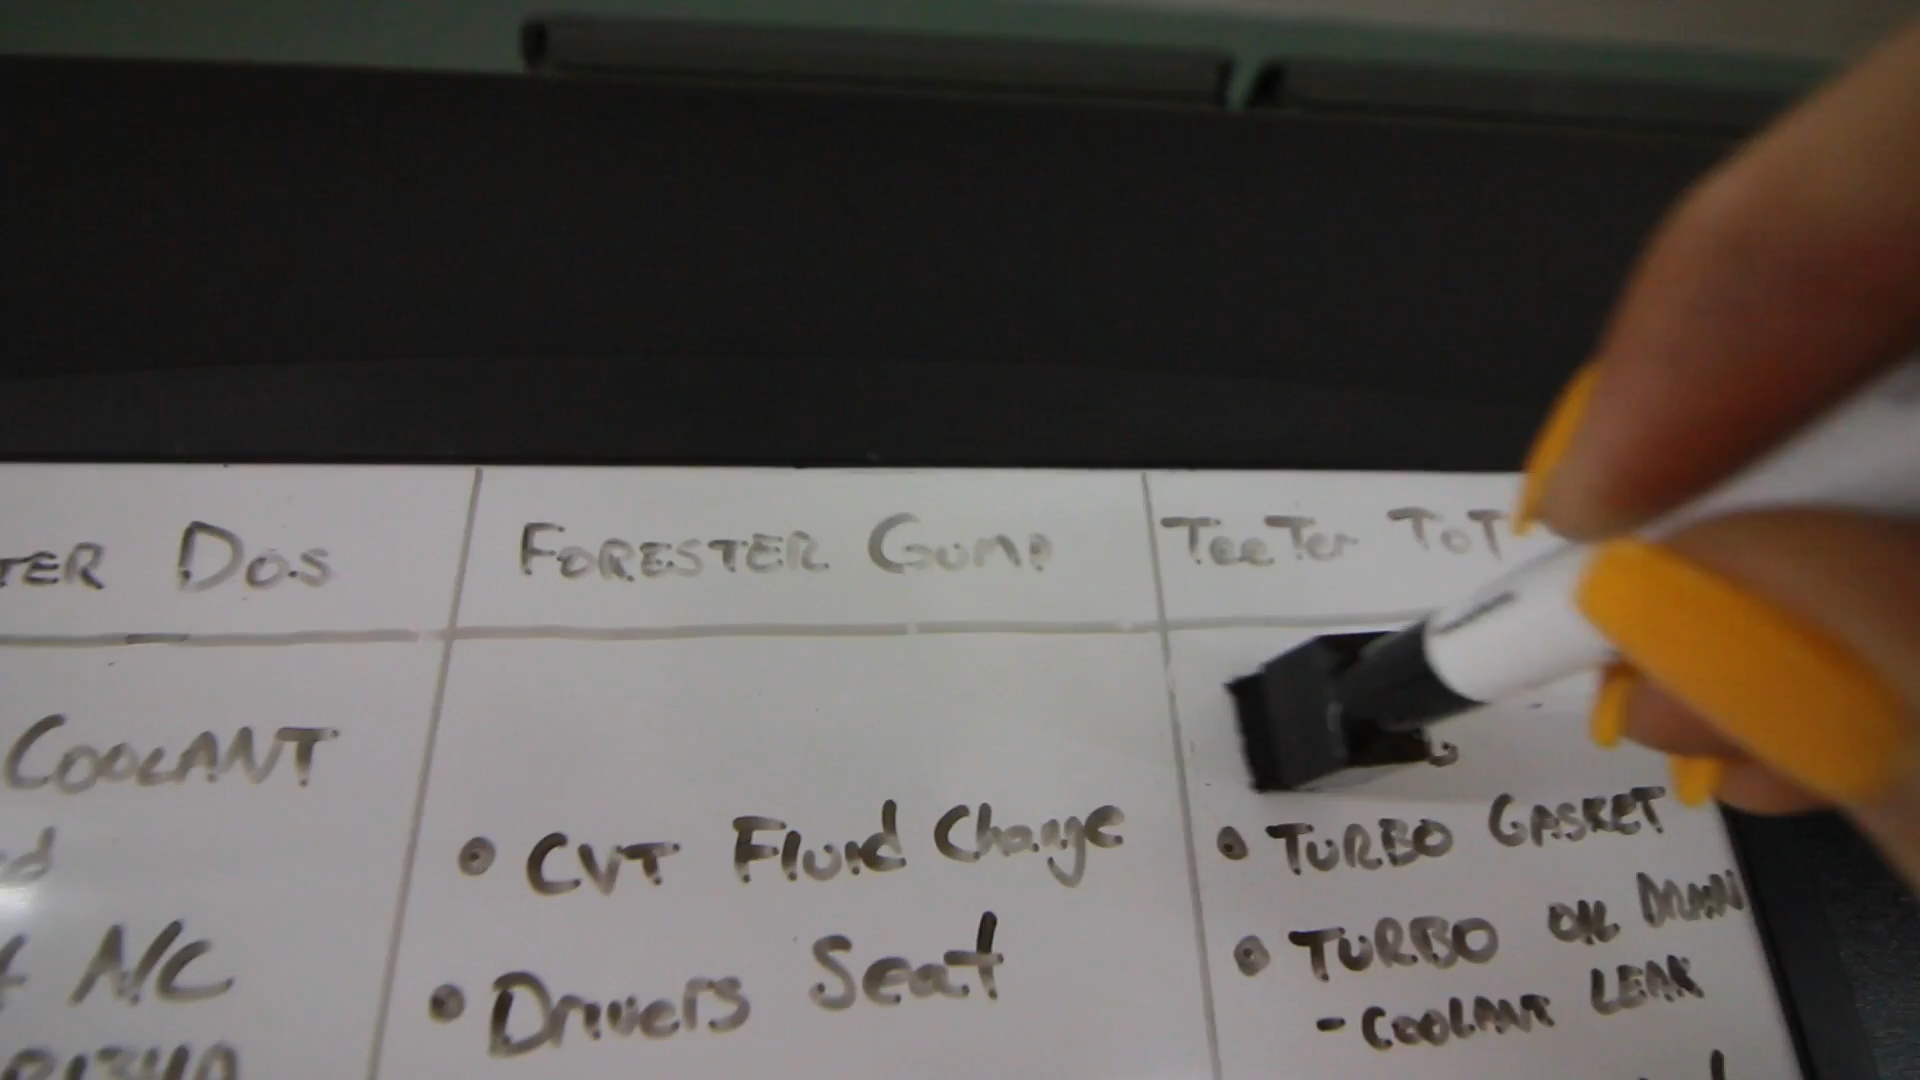 TER DOS
COOLANT
d
A/C
FORESTER GUMP
• CVT Fluid Change
• Drivers Seat
TeeTer ToT
• TURBO GASKET
• TURBO OIL DRAIN
- COOLANT LEAK